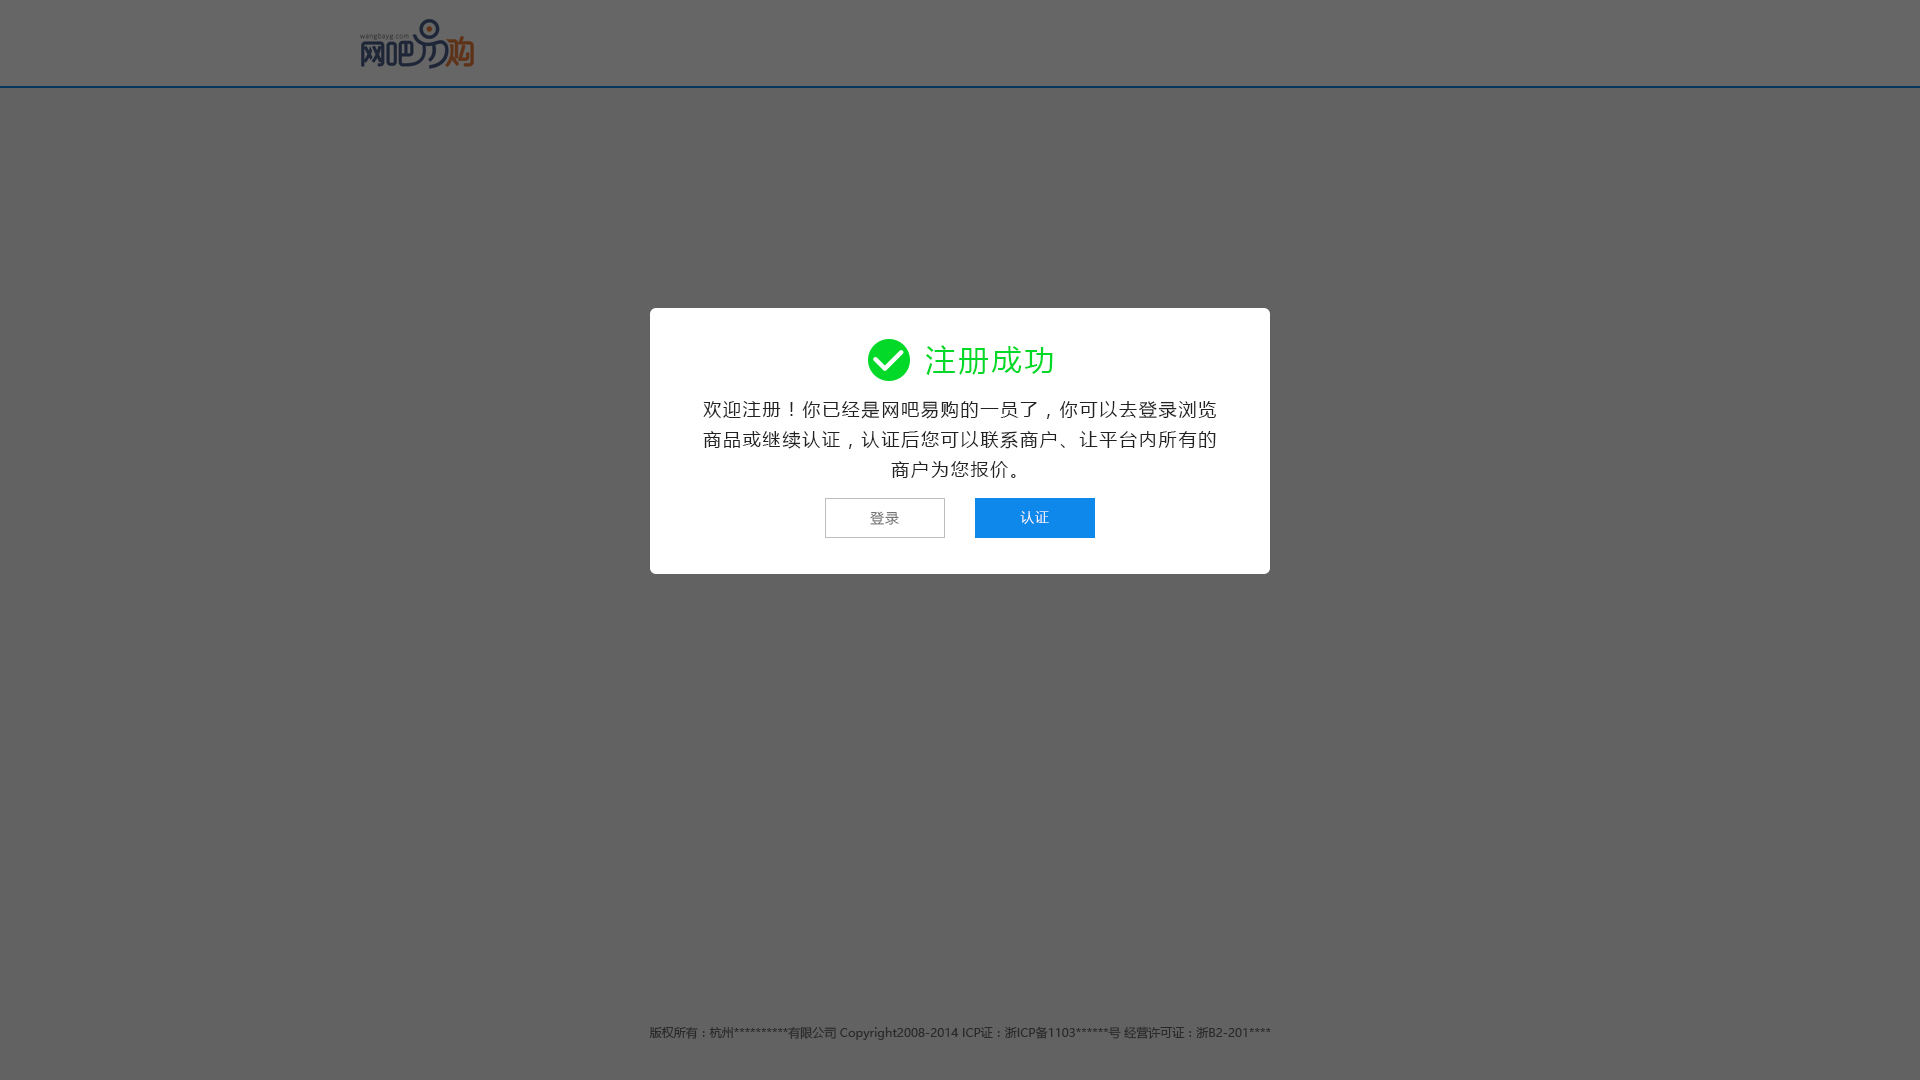 wangbayg.com
网吧易购
注册成功
欢迎注册！你已经是网吧易购的一员了，你可以去登录浏览
商品或继续认证，认证后您可以联系商户、让平台内所有的
商户为您报价。
登录
认证
版权所有：杭州**********有限公司 Copyright2008-2014 ICP证：浙ICP备1103******号 经营许可证：浙B2-201****